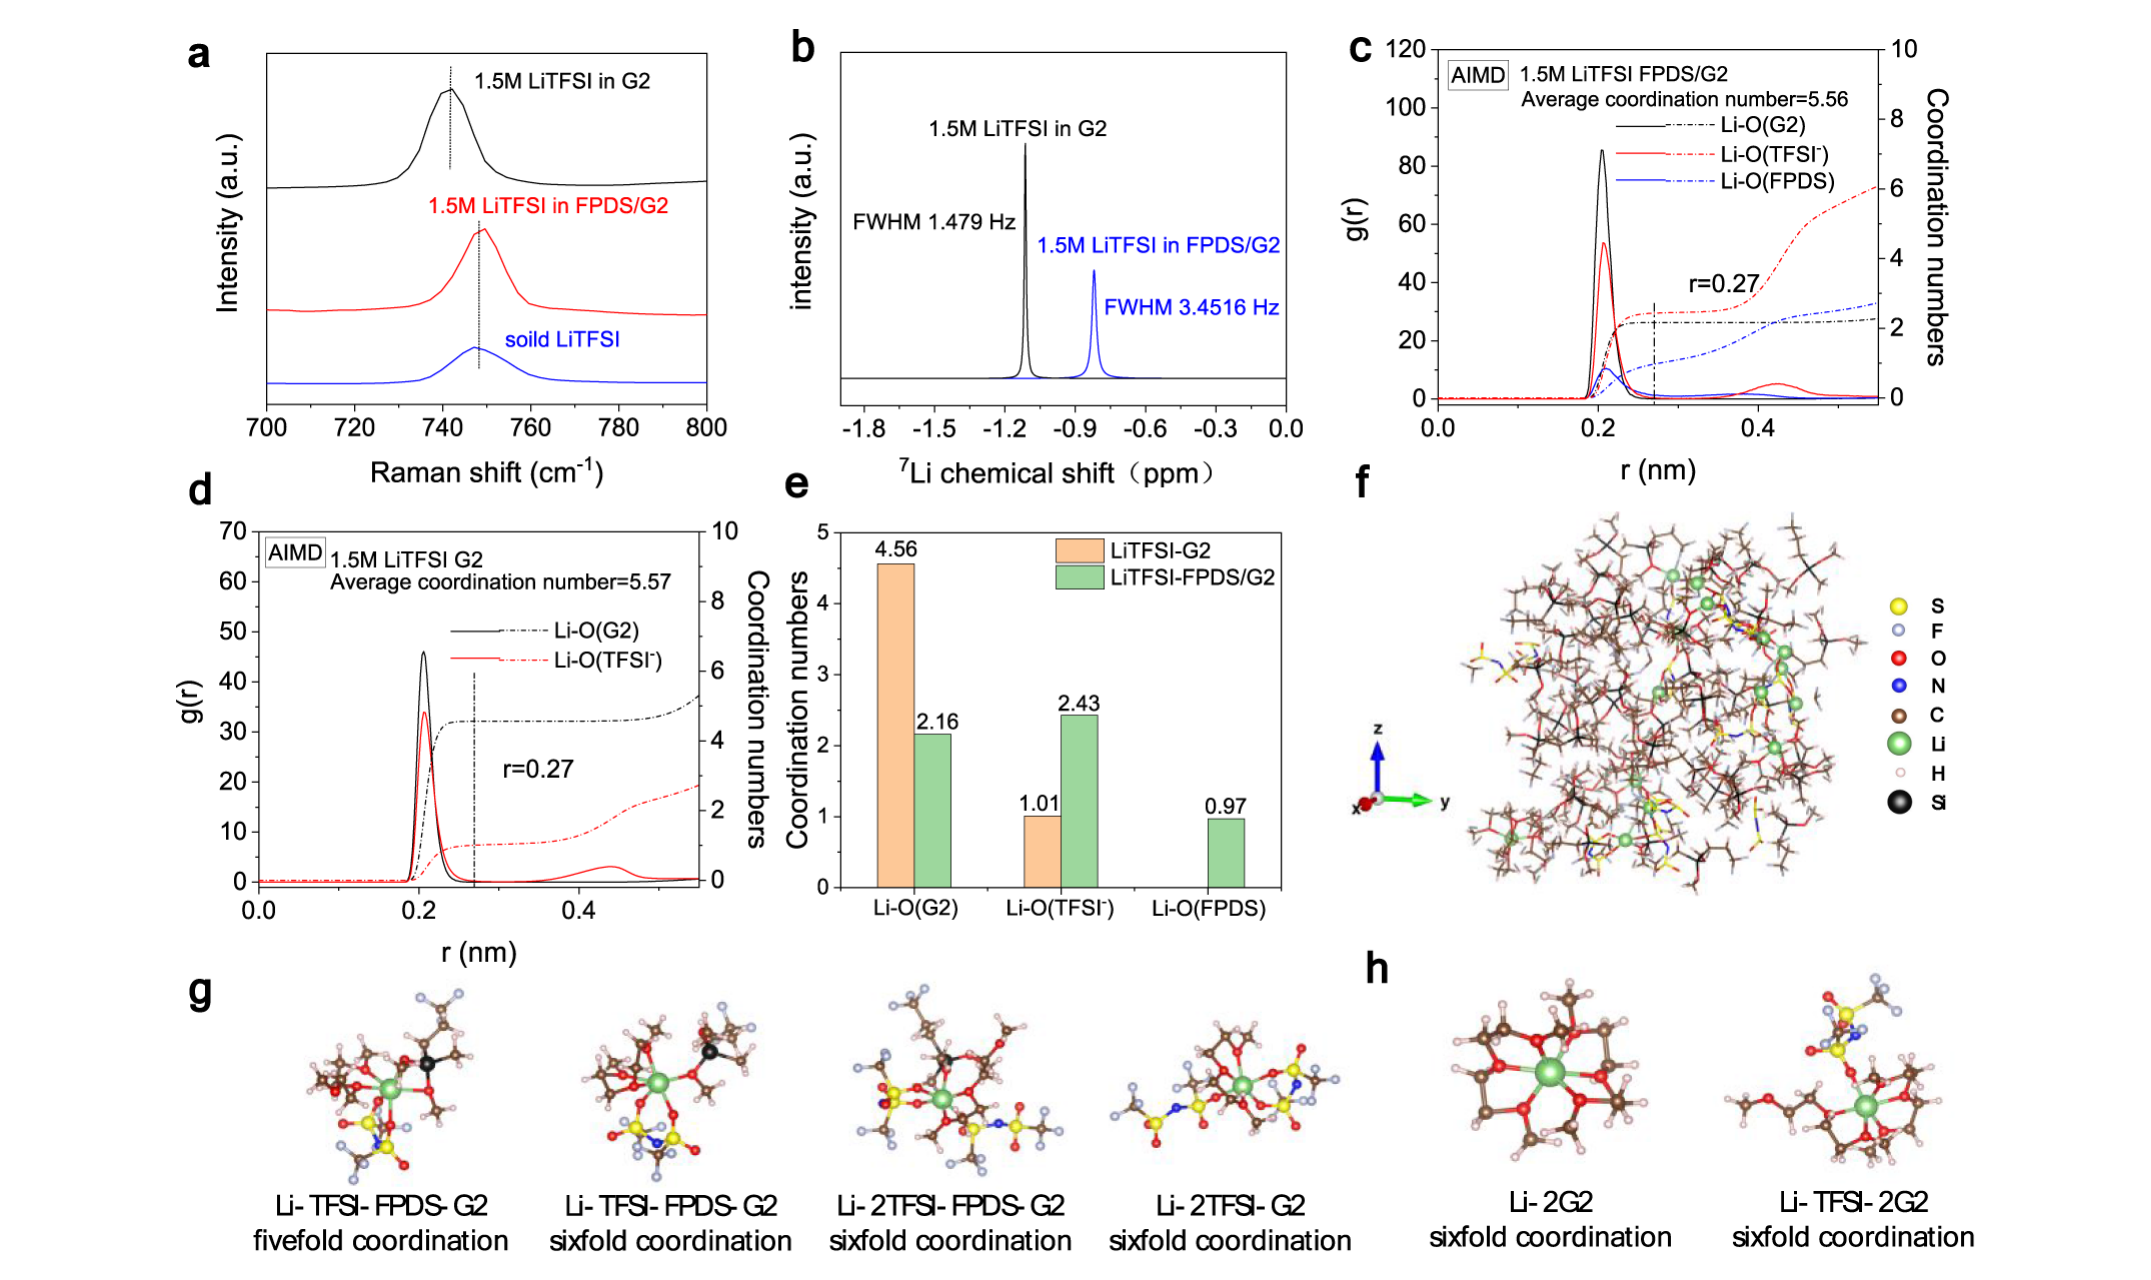 a
1.5M LiTFSI in G2
1.5M LiTFSI in FPDS/G2
soild LiTFSI
Intensity (a.u.)
700 720 740 760 780 800
Raman shift (cm-1)
b
1.5M LiTFSI in G2
FWHM 1.479 Hz
1.5M LiTFSI in FPDS/G2
FWHM 3.4516 Hz
intensity (a.u.)
-1.8 -1.5 -1.2 -0.9 -0.6 -0.3 0.0
7Li chemical shift (ppm)
c
AIMD
1.5M LiTFSI FPDS/G2
Average coordination number=5.56
Li-O(G2)
Li-O(TFSI-)
Li-O(FPDS)
r=0.27
g(r)
120
100
80
60
40
20
0
10
8
6
4
2
0
Coordination numbers
0.0 0.2 0.4
r (nm)
d
AIMD
1.5M LiTFSI G2
Average coordination number=5.57
Li-O(G2)
Li-O(TFSI-)
r=0.27
g(r)
70
60
50
40
30
20
10
0
10
8
6
4
2
0
Coordination numbers
0.0 0.2 0.4
r (nm)
e
Coordination numbers
5
4
3
2
1
0
LiTFSI-G2
LiTFSI-FPDS/G2
4.56
2.16
1.01
2.43
0.97
Li-O(G2) Li-O(TFSI-) Li-O(FPDS)
f
z
y
x
S
F
O
N
C
Li
H
Si
g
Li-TFSI-FPDS-G2
fivefold coordination
Li-TFSI-FPDS-G2
sixfold coordination
Li-2TFSI-FPDS-G2
sixfold coordination
Li-2TFSI-G2
sixfold coordination
h
Li-2G2
sixfold coordination
Li-TFSI-2G2
sixfold coordination